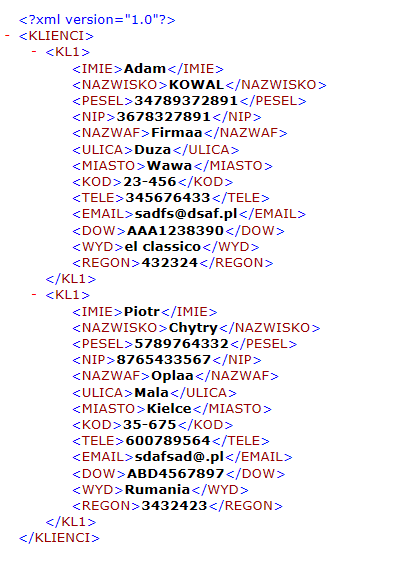 <?xml version="1.0"?>
- <KLIENCI>
- <KL1>
<IMIE>Adam</IMIE>
<NAZWISKO>KOWAL</NAZWISKO>
<PESEL>34789372891</PESEL>
<NIP>3678327891</NIP>
<NAZWAF>Firmaa</NAZWAF>
<ULICA>Duza</ULICA>
<MIASTO>Wawa</MIASTO>
<KOD>23-456</KOD>
<TELE>345676433</TELE>
<EMAIL>sadfs@dsaf.pl</EMAIL>
<DOW>AAA1238390</DOW>
<WYD>el classico</WYD>
<REGON>432324</REGON>
</KL1>
- <KL1>
<IMIE>Piotr</IMIE>
<NAZWISKO>Chytry</NAZWISKO>
<PESEL>5789764332</PESEL>
<NIP>8765433567</NIP>
<NAZWAF>Oplaa</NAZWAF>
<ULICA>Mala</ULICA>
<MIASTO>Kielce</MIASTO>
<KOD>35-675</KOD>
<TELE>600789564</TELE>
<EMAIL>sdafsad@.pl</EMAIL>
<DOW>ABD4567897</DOW>
<WYD>Rumania</WYD>
<REGON>3432423</REGON>
</KL1>
</KLIENCI>